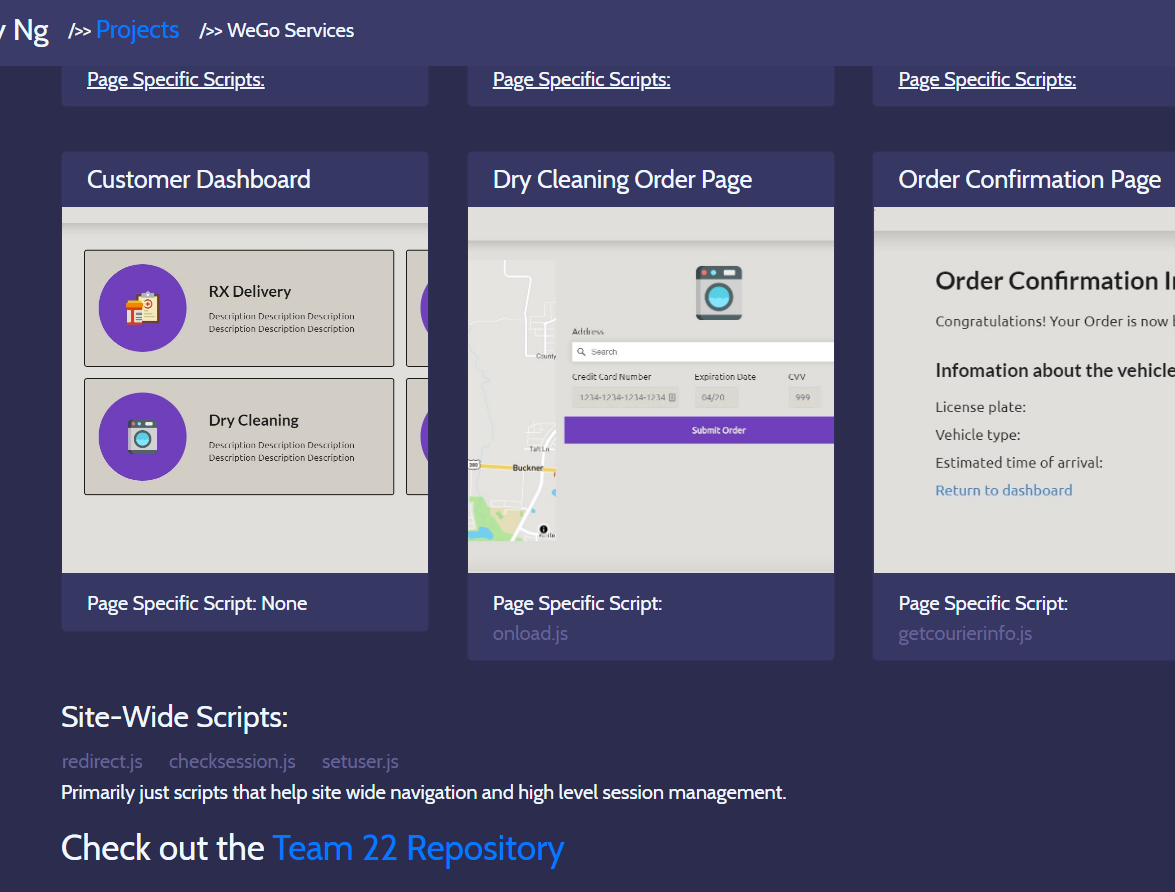 Ng />> Projects />> WeGo Services
Page Specific Scripts:
Page Specific Scripts:
Page Specific Scripts:
Customer Dashboard
RX Delivery
Description Description Description
Description Description Description
Dry Cleaning
Description Description Description
Description Description Description
Page Specific Script: None
Dry Cleaning Order Page
Address
Search
Credit Card Number Expiration Date CVV
1234-1234-1234-1234 04/20 999
Submit Order
County
Taft Ln
380
Buckner
Page Specific Script:
onload.js
Order Confirmation Page
Order Confirmation I
Congratulations! Your Order is now
Infomation about the vehicle
License plate:
Vehicle type:
Estimated time of arrival:
Return to dashboard
Page Specific Script:
getcourierinfo.js
Site-Wide Scripts:
redirect.js checksession.js setuser.js
Primarily just scripts that help site wide navigation and high level session management.
Check out the Team 22 Repository